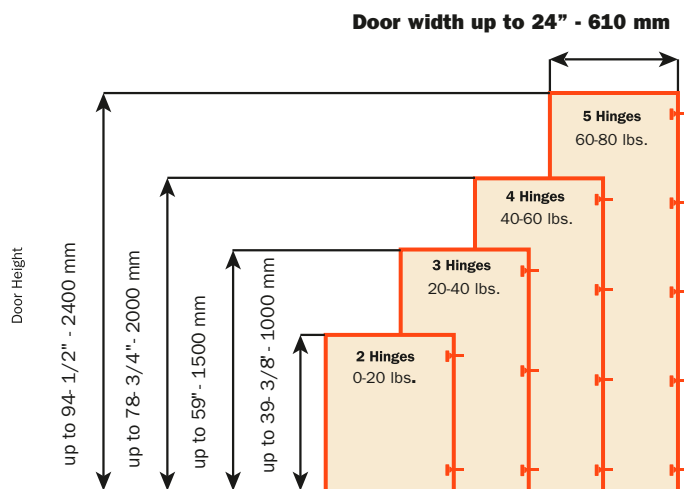 Door width up to 24” - 610 mm
5 Hinges
60-80 lbs.
4 Hinges
40-60 lbs.
3 Hinges
20-40 lbs.
2 Hinges
0-20 lbs.
Door Height
up to 94- 1/2" - 2400 mm
up to 78- 3/4"- 2000 mm
up to 59" - 1500 mm
up to 39- 3/8"- 1000 mm